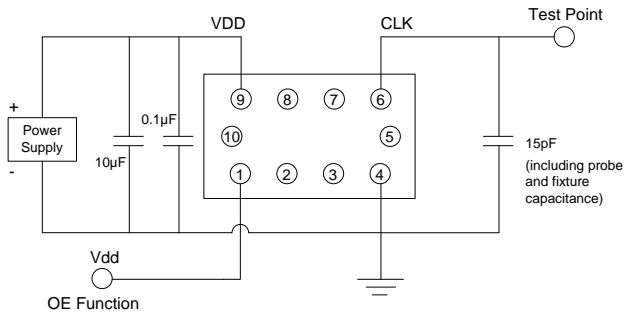 VDD
CLK
Test Point
+
Power
Supply
-
10µF
0.1µF
9
8
7
6
10
5
1
2
3
4
15pF
(including probe
and fixture
capacitance)
Vdd
OE Function